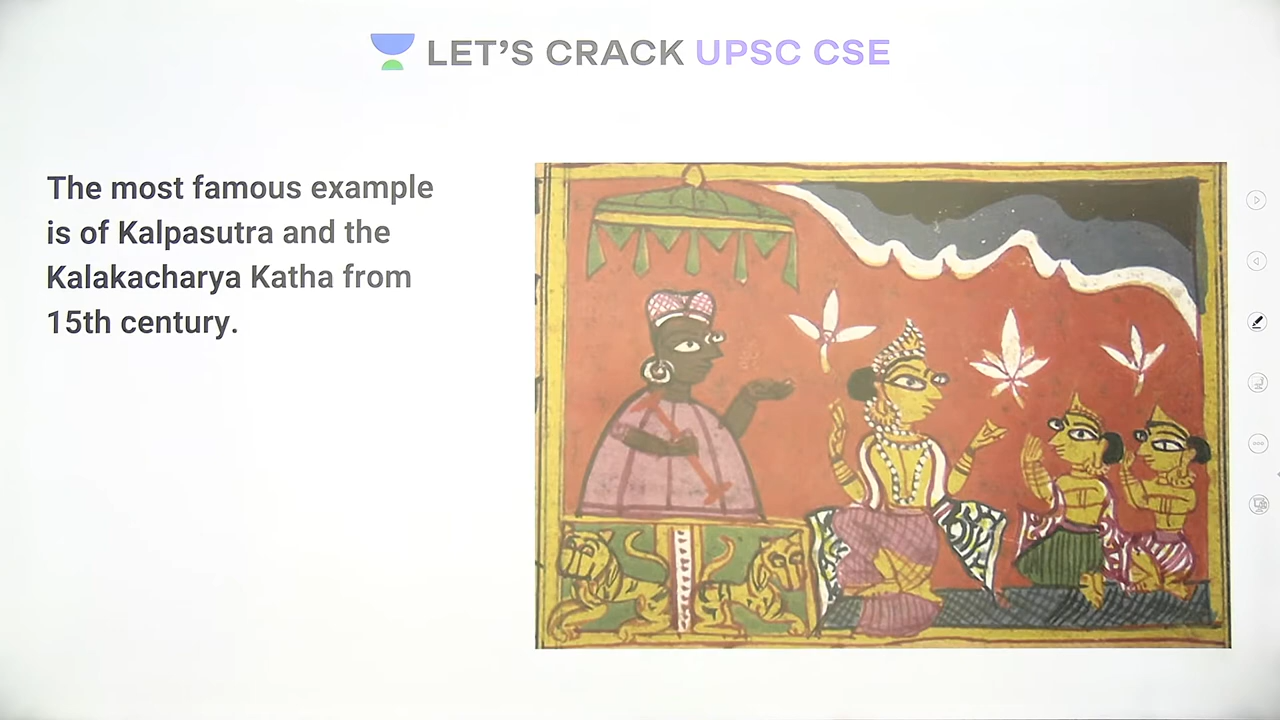 LET'S CRACK UPSC CSE
The most famous example
is of Kalpasutra and the
Kalakacharya Katha from
15th century.